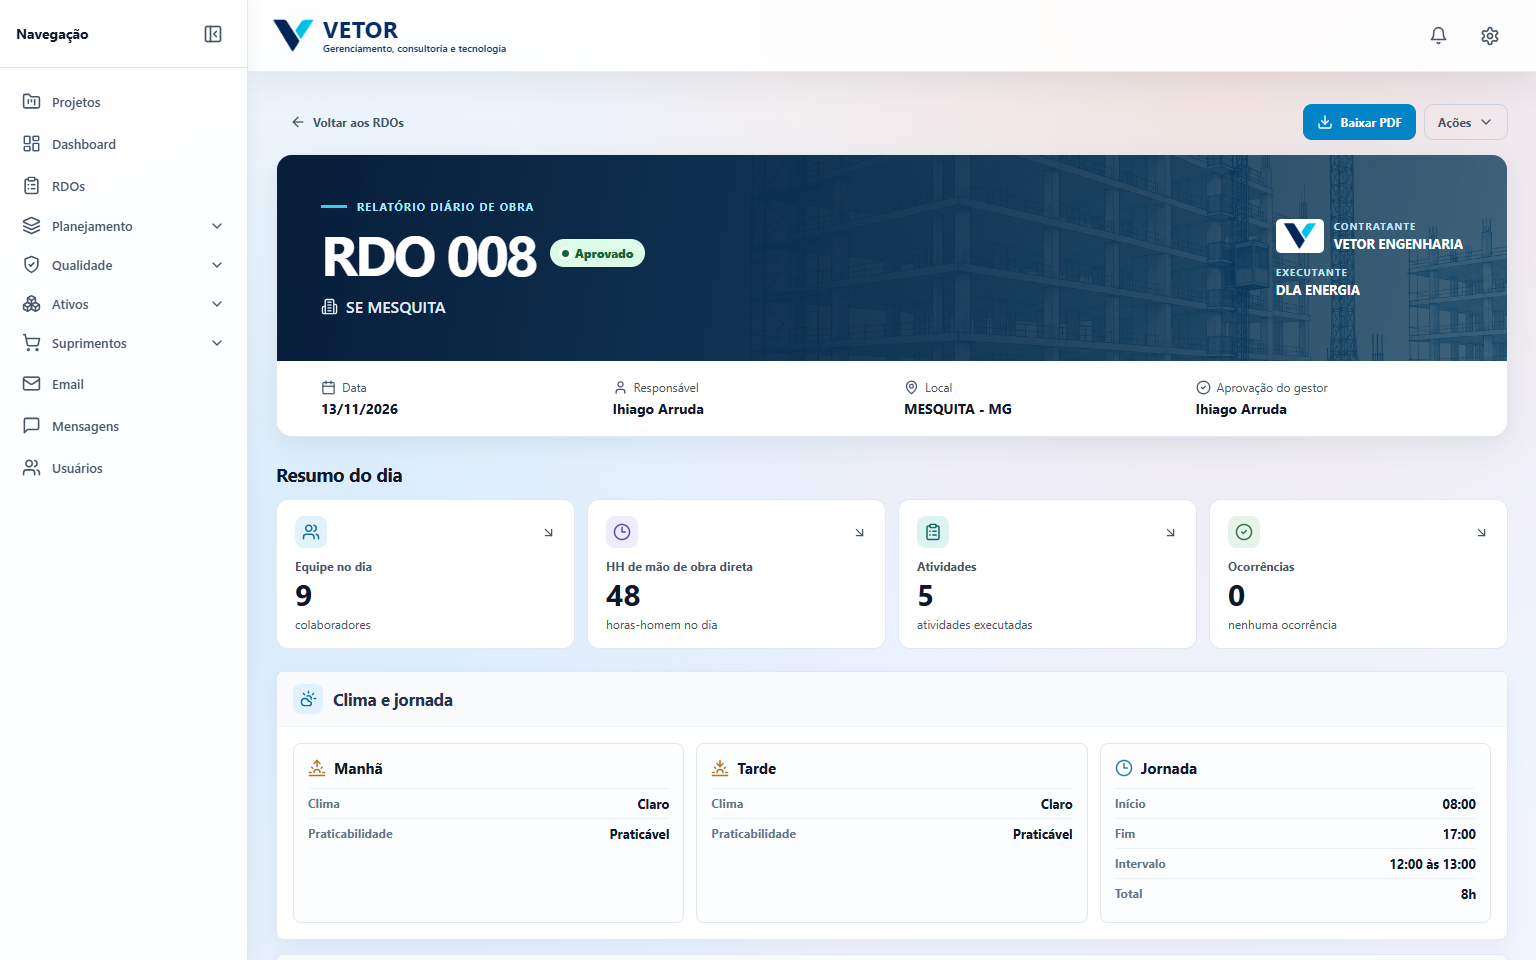 Navegação
VETOR
Gerenciamento, consultoria e tecnologia
Projetos
Dashboard
RDOs
Planejamento
Qualidade
Ativos
Suprimentos
Email
Mensagens
Usuários
Voltar aos RDOs
Baixar PDF
Ações
RELATÓRIO DIÁRIO DE OBRA
RDO 008
Aprovado
SE MESQUITA
CONTRATANTE
VETOR ENGENHARIA
EXECUTANTE
DLA ENERGIA
Data
13/11/2026
Responsável
Ihiago Arruda
Local
MESQUITA - MG
Aprovação do gestor
Ihiago Arruda
Resumo do dia
Equipe no dia
9
colaboradores
HH de mão de obra direta
48
horas-homem no dia
Atividades
5
atividades executadas
Ocorrências
0
nenhuma ocorrência
Clima e jornada
Manhã
Clima Claro
Praticabilidade Praticável
Tarde
Clima Claro
Praticabilidade Praticável
Jornada
Início 08:00
Fim 17:00
Intervalo 12:00 às 13:00
Total 8h